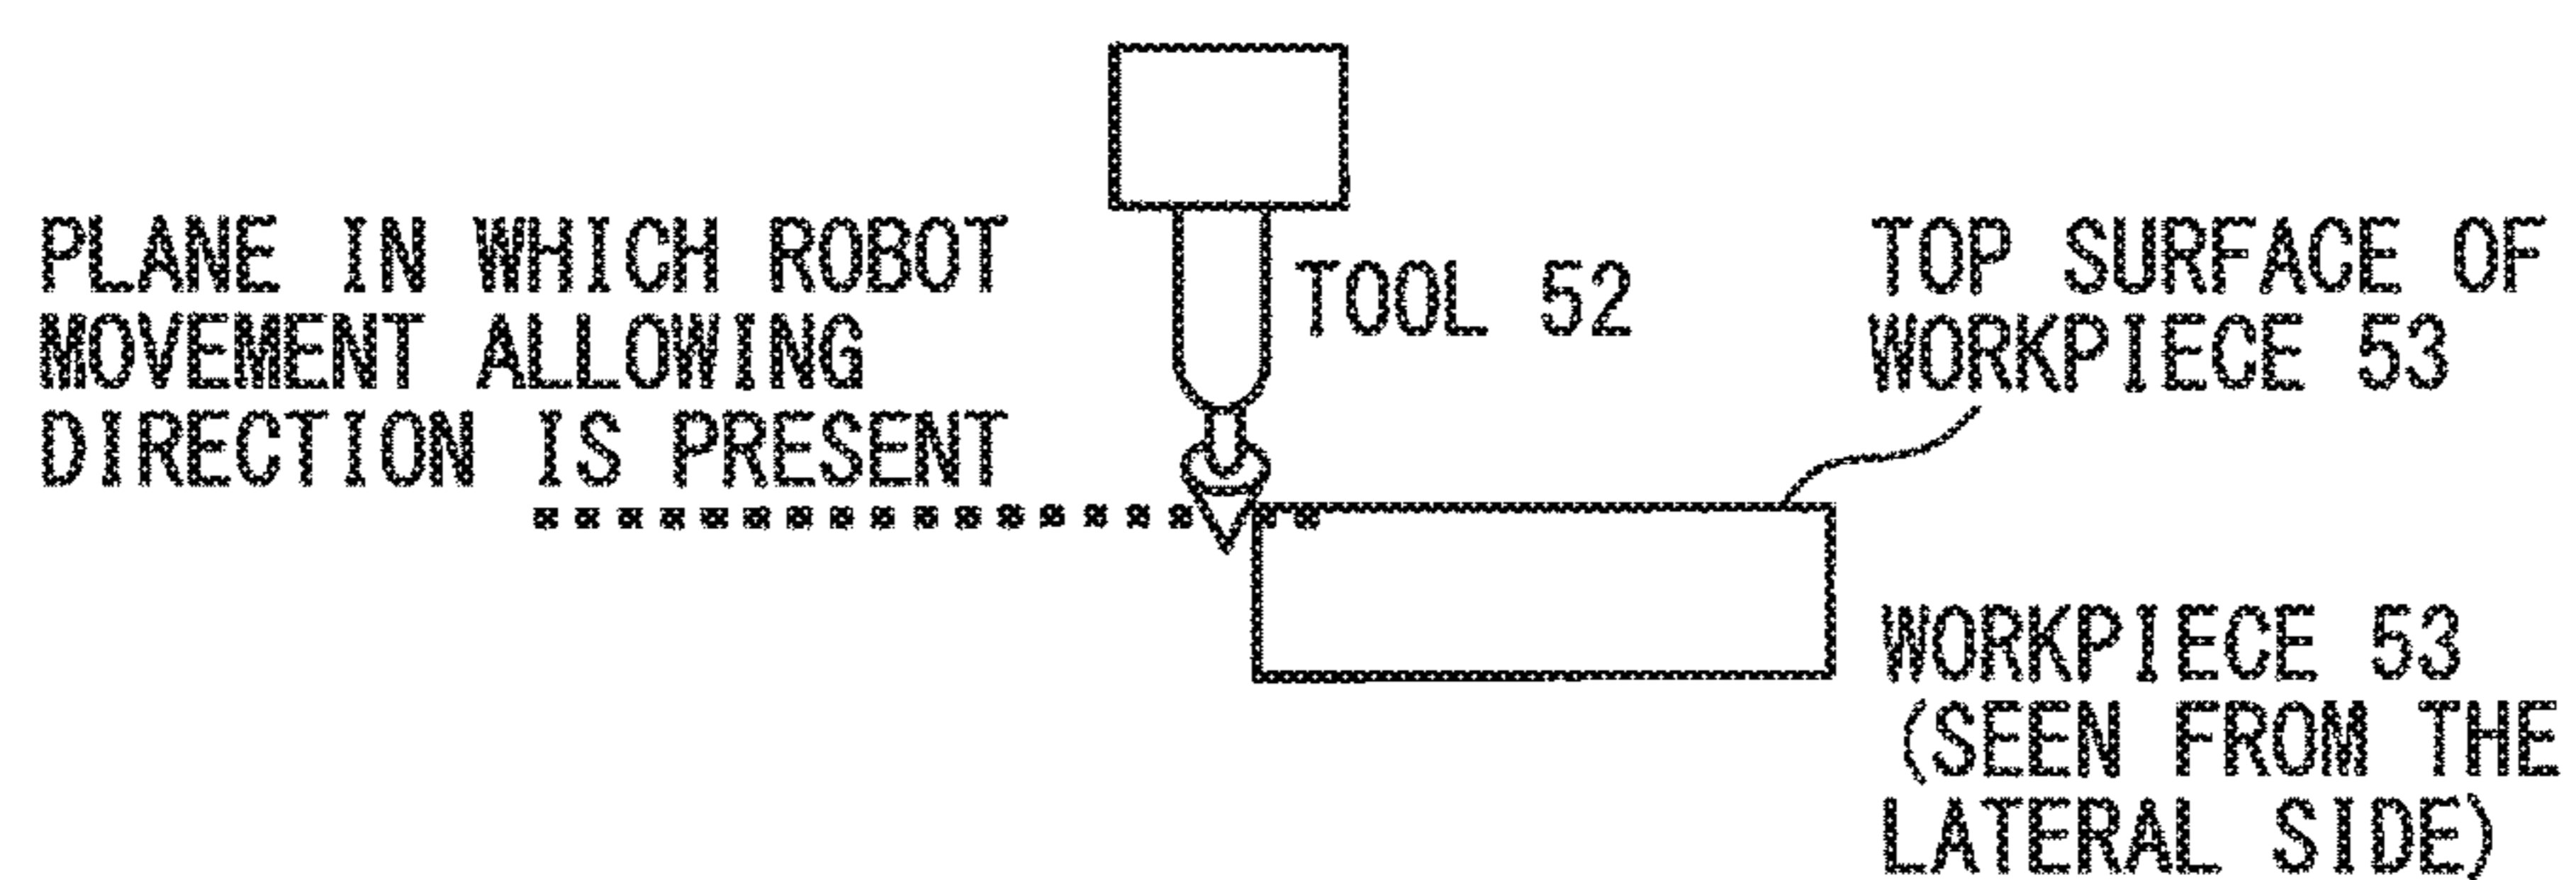 PLANE IN WHICH ROBOT
MOVEMENT ALLOWING
DIRECTION IS PRESENT
TOOL 52
TOP SURFACE OF
WORKPIECE 53
WORKPIECE 53
(SEEN FROM THE
LATERAL SIDE)